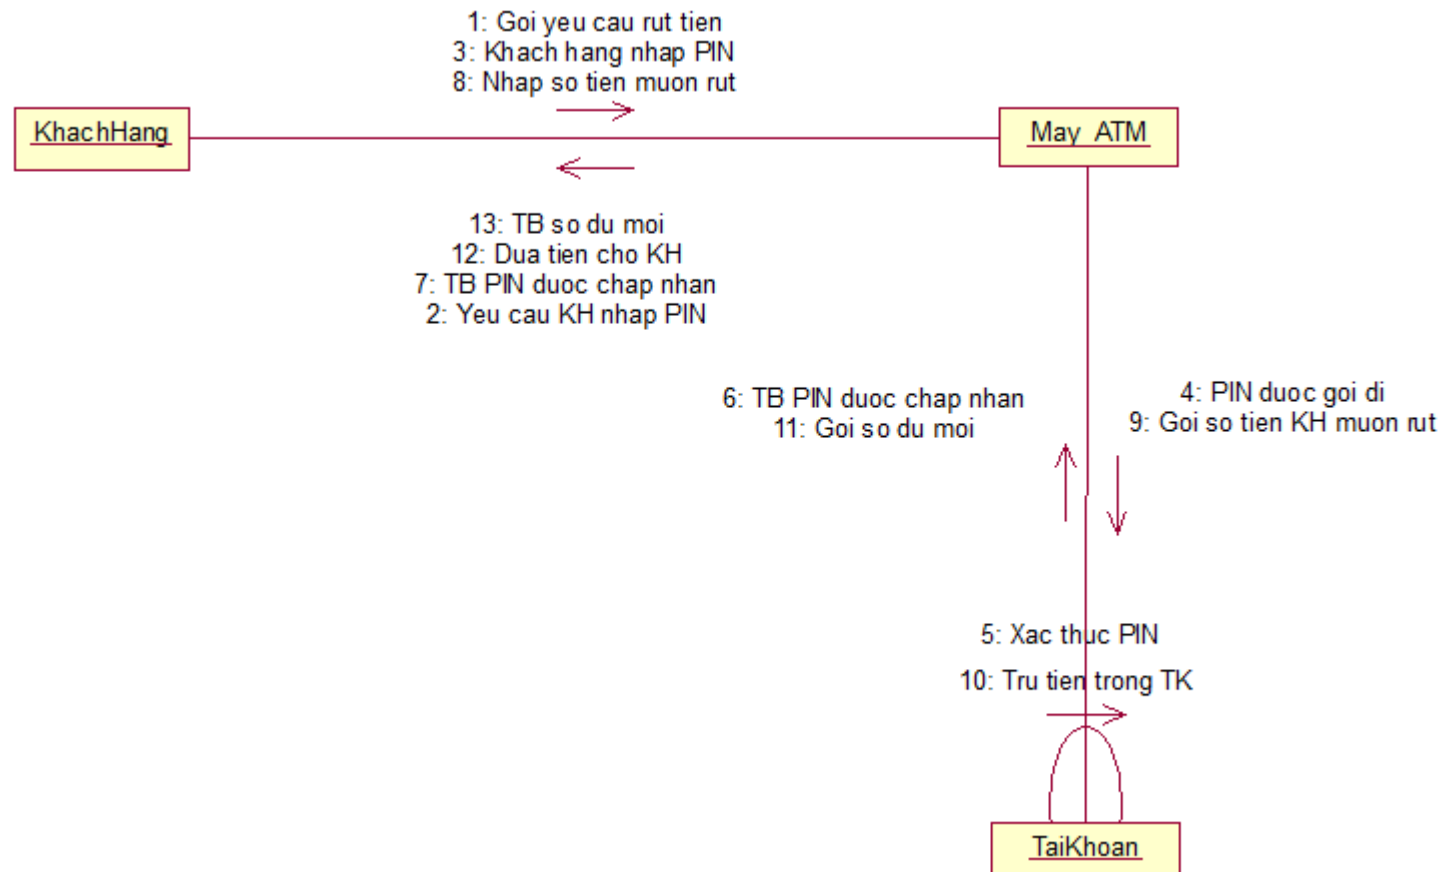 1: Goi yeu cau rut tien
3: Khach hang nhap PIN
8: Nhap so tien muon rut
KhachHang
May_ATM
13: TB so du moi
12: Dua tien cho KH
7: TB PIN duoc chap nhan
2: Yeu cau KH nhap PIN
6: TB PIN duoc chap nhan
11: Goi so du moi
4: PIN duoc goi di
9: Goi so tien KH muon rut
5: Xac thuc PIN
10: Tru tien trong TK
TaiKhoan